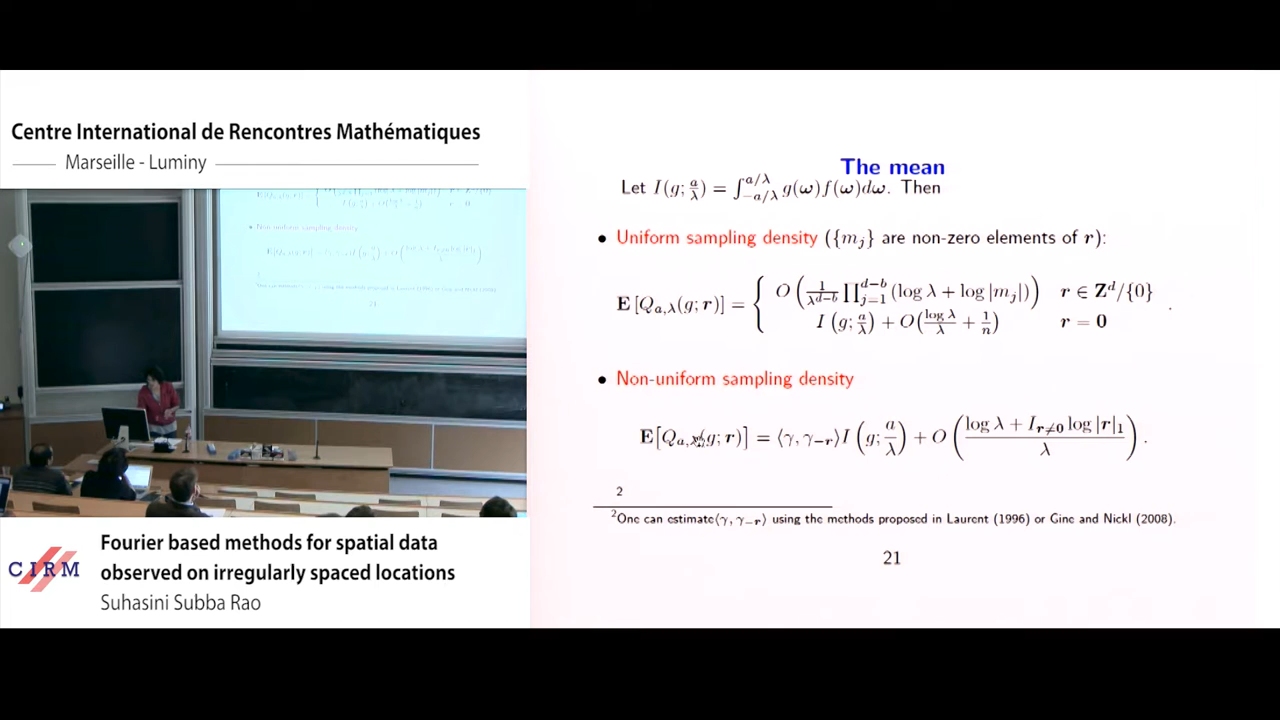 Centre International de Rencontres Mathématiques
Marseille - Luminy
The mean
Let I(g; a/λ) = ∫_{-a/λ}^{a/λ} g(ω)f(ω)dω. Then
• Uniform sampling density ({m_j} are non-zero elements of r):
E[Q_{a,λ}(g; r)] = { O(1/λ^{d−b} ∏_{j=1}^{d−b} (log λ + log |m_j|)) r ∈ Z^d/{0}
I(g; a/λ) + O(log λ/λ + 1/n) r = 0 .
• Non-uniform sampling density
E[Q_{a,λ}(g; r)] = ⟨γ, γ_{−r}⟩I(g; a/λ) + O((log λ + I_{r≠0} log |r|_1)/λ).
2
²One can estimate⟨γ, γ_{−r}⟩ using the methods proposed in Laurent (1996) or Gine and Nickl (2008).
21
CIRM
Fourier based methods for spatial data
observed on irregularly spaced locations
Suhasini Subba Rao